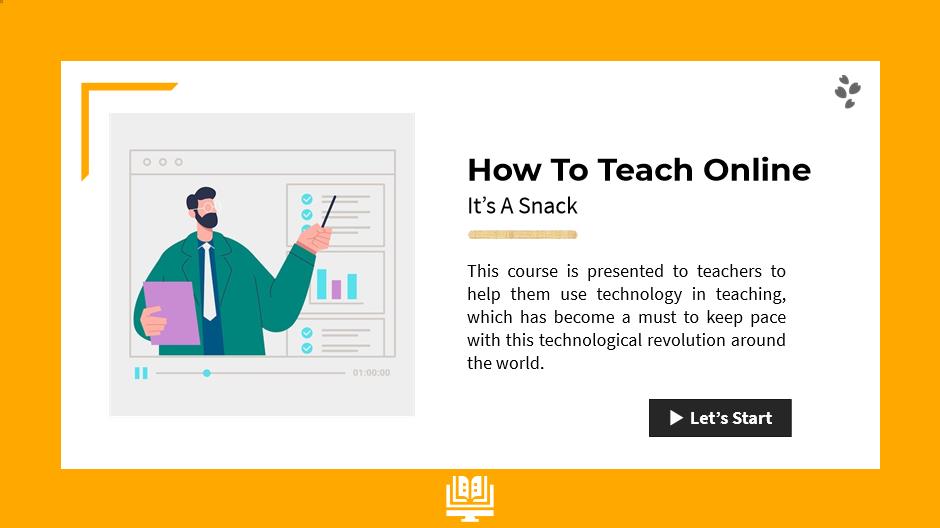 How To Teach Online
It's A Snack
This course is presented to teachers to
help them use technology in teaching,
which has become a must to keep pace
with this technological revolution around
the world.
01:00:00
Let's Start